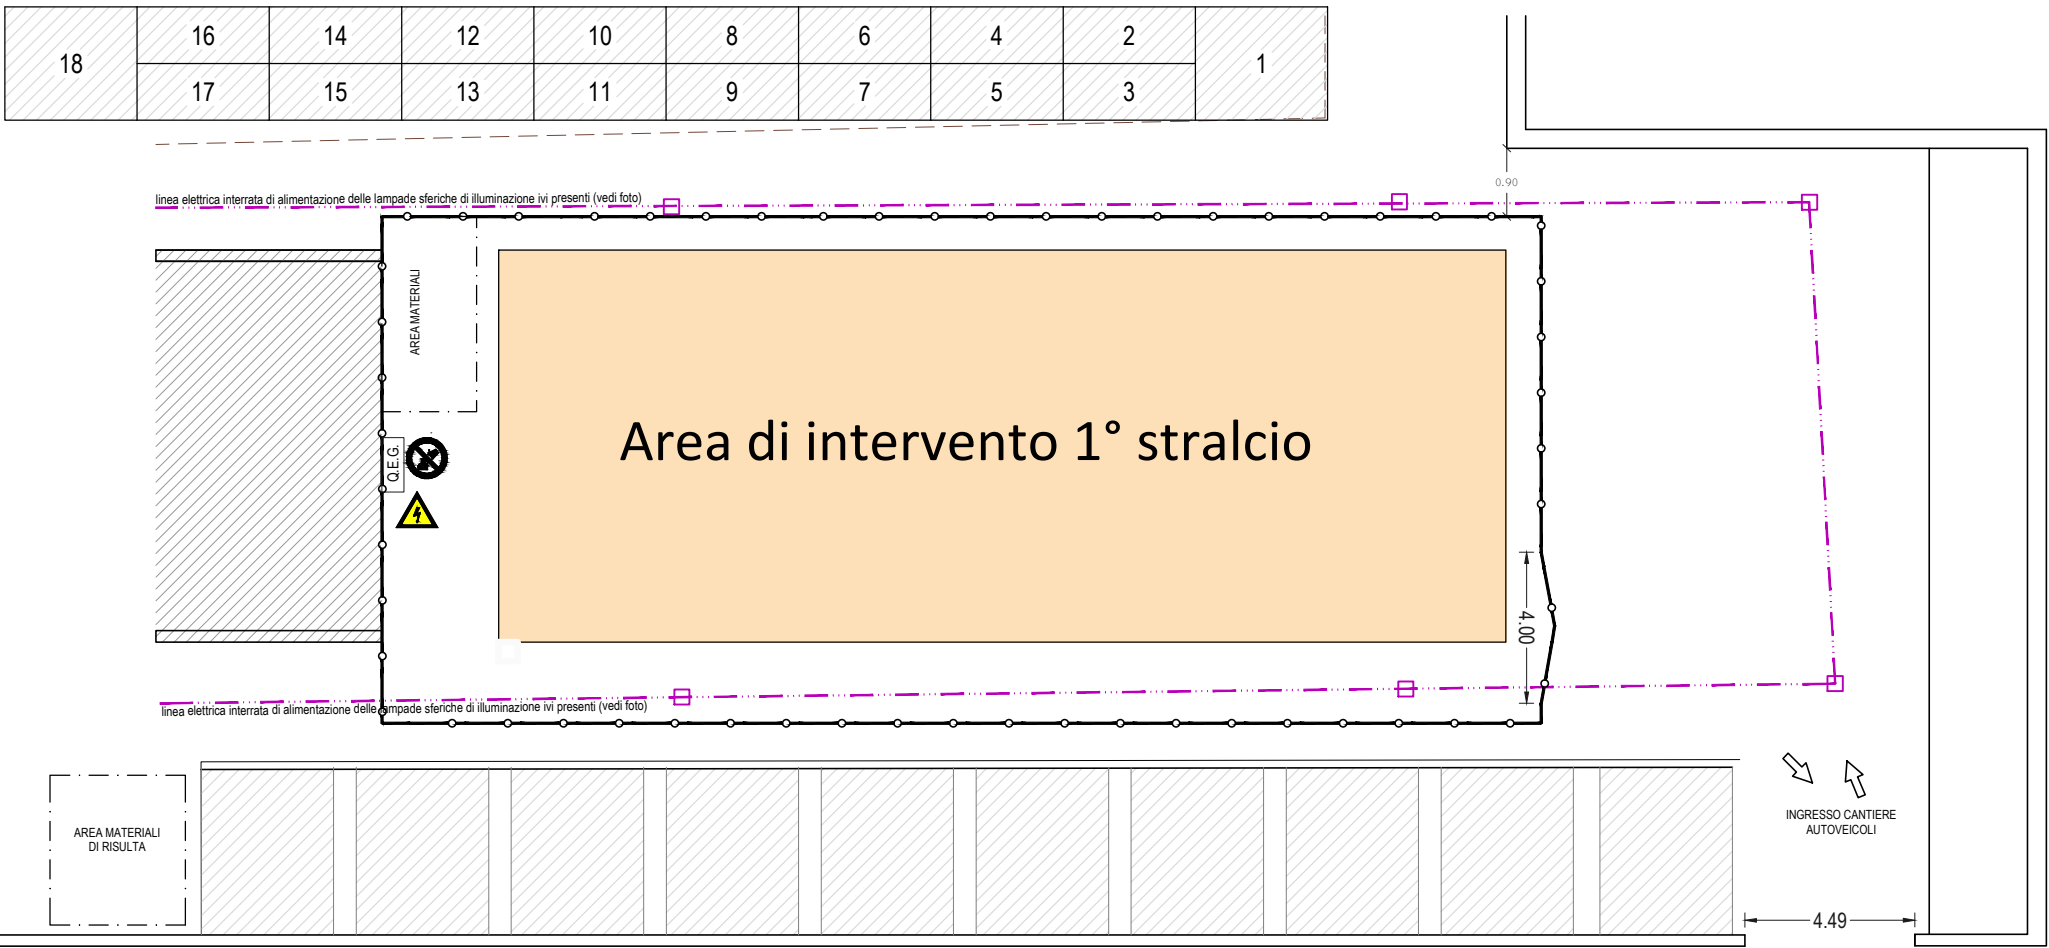 16 14 12 10 8 6 4 2
18 1
17 15 13 11 9 7 5 3
0.90
linea elettrica interrata di alimentazione delle lampade sferiche di illuminazione ivi presenti (vedi foto)
AREA MATERIALI
Area di intervento 1° stralcio
Q.E.G.
4.00
linea elettrica interrata di alimentazione delle lampade sferiche di illuminazione ivi presenti (vedi foto)
AREA MATERIALI
DI RISULTA
INGRESSO CANTIERE
AUTOVEICOLI
4.49